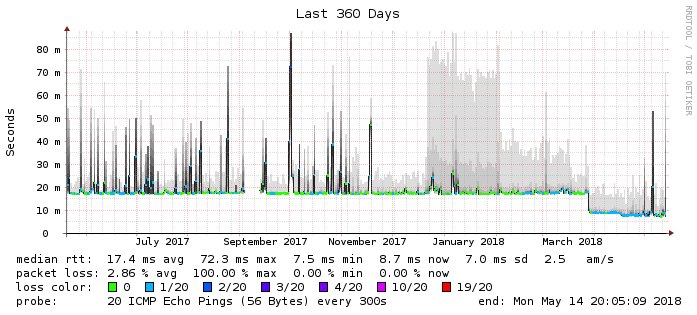 Last 360 Days
RRDTOOL / TOBI OETIKER
Seconds
80 m
70 m
60 m
50 m
40 m
30 m
20 m
10 m
0
July 2017 September 2017 November 2017 January 2018 March 2018
median rtt: 17.4 ms avg 72.3 ms max 7.5 ms min 8.7 ms now 7.0 ms sd 2.5 am/s
packet loss: 2.86 % avg 100.00 % max 0.00 % min 0.00 % now
loss color: 0 1/20 2/20 3/20 4/20 10/20 19/20
probe: 20 ICMP Echo Pings (56 Bytes) every 300s end: Mon May 14 20:05:09 2018